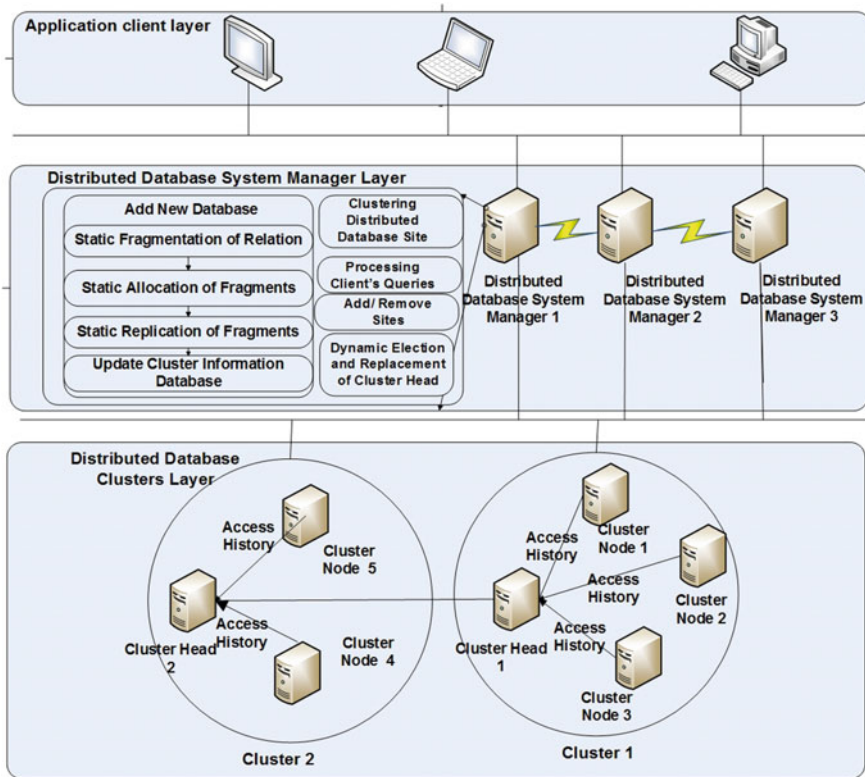 Application client layer
Distributed Database System Manager Layer
Add New Database
Static Fragmentation of Relation
Static Allocation of Fragments
Static Replication of Fragments
Update Cluster Information
Database
Clustering
Distributed
Database Site
Processing
Client's Queries
Add/ Remove
Sites
Dynamic Election
and Replacement
of Cluster Head
Distributed
Database System
Manager 1
Distributed
Database System
Manager 2
Distributed
Database System
Manager 3
Distributed Database
Clusters Layer
Access
History
Cluster
Node 5
Cluster Head
2
Access
History
Cluster
Node 4
Cluster 2
Access
History
Cluster
Node 1
Access
History
Cluster
Node 2
Cluster Head
1
Access
History
Cluster
Node 3
Cluster 1